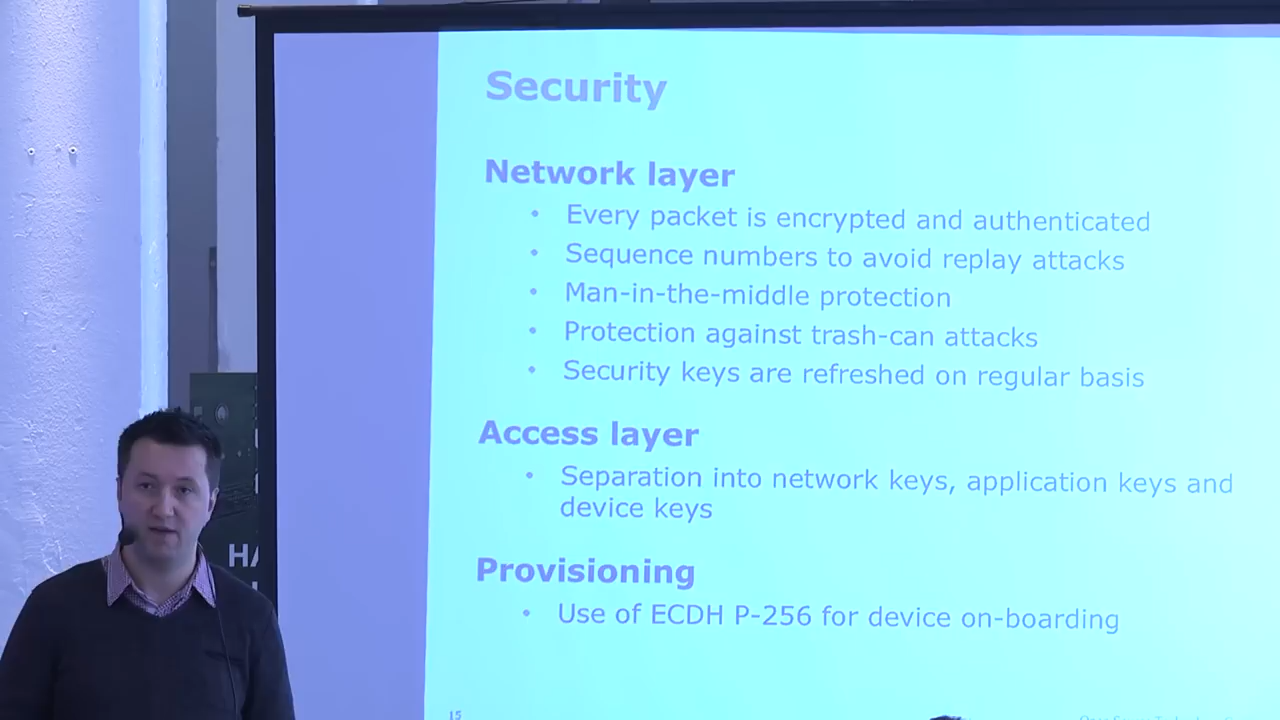 Security
Network layer
• Every packet is encrypted and authenticated
• Sequence numbers to avoid replay attacks
• Man-in-the-middle protection
• Protection against trash-can attacks
• Security keys are refreshed on regular basis
Access layer
• Separation into network keys, application keys and
device keys
Provisioning
• Use of ECDH P-256 for device on-boarding
15